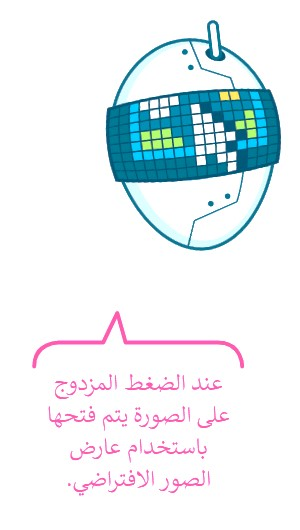 عند الضغط المزدوج
على الصورة يتم فتحها
باستخدام عارض
الصور الافتراضي.